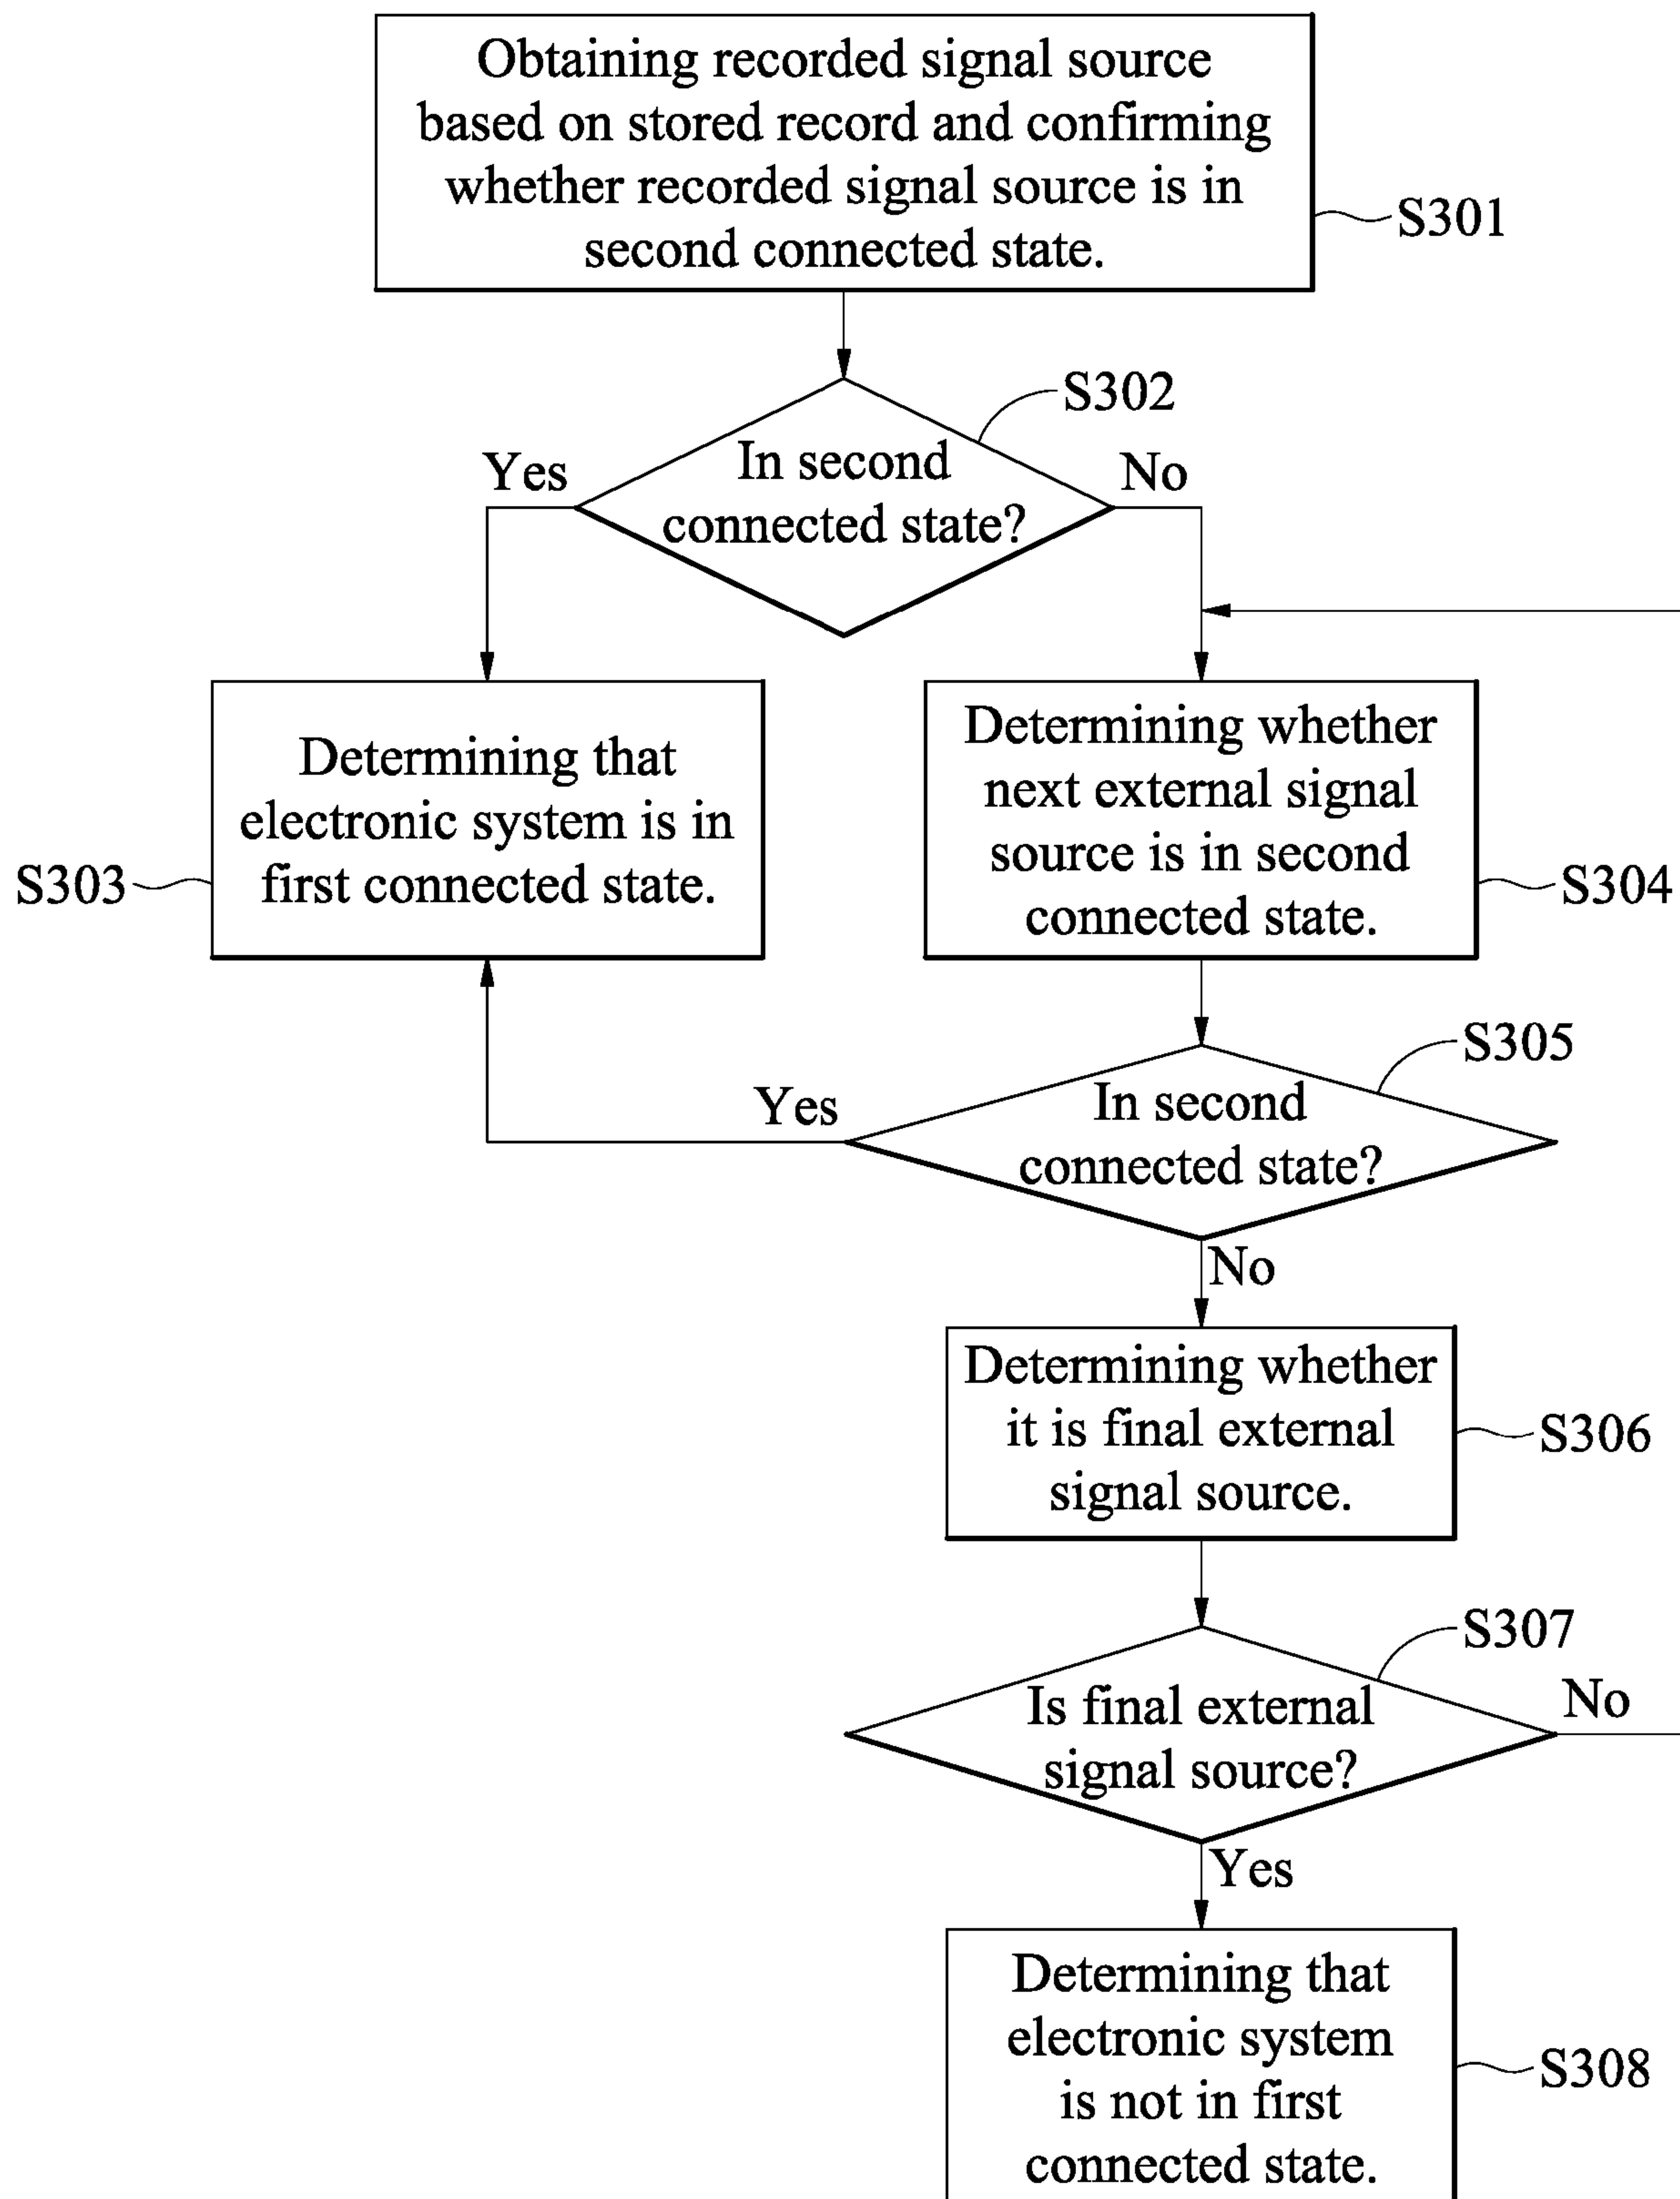 Obtaining recorded signal source
based on stored record and confirming
whether recorded signal source is in
second connected state.
S301
S302
In second
connected state?
Yes
No
Determining that
electronic system is in
first connected state.
S303
Determining whether
next external signal
source is in second
connected state.
S304
S305
In second
connected state?
Yes
No
Determining whether
it is final external
signal source.
S306
S307
Is final external
signal source?
No
Yes
Determining that
electronic system
is not in first
connected state.
S308